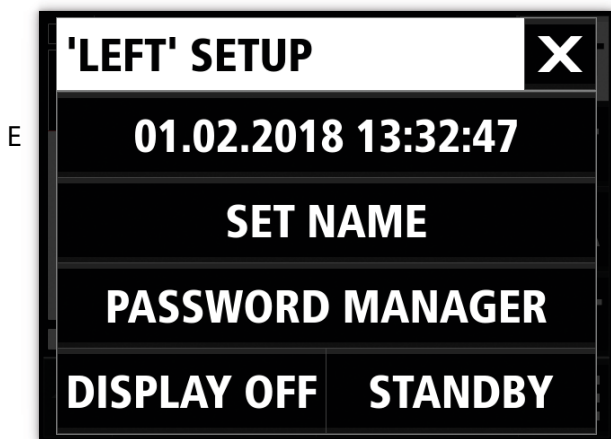 'LEFT' SETUP X
E
01.02.2018 13:32:47
SET NAME
PASSWORD MANAGER
DISPLAY OFF STANDBY